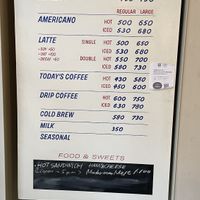 REGULAR LARGE
AMERICANO HOT 500 650
ICED 530 680
LATTE SINGLE HOT 500 650
ICED 530 680
DOUBLE HOT 550 700
ICED 580 730
TODAY'S COFFEE HOT 430 580
ICED 450 600
DRIP COFFEE HOT 600 750
ICED 630 780
COLD BREW 580 730
MILK 350
SEASONAL
FOOD & SWEETS
HOT SANDWICH HAM&CHEESE